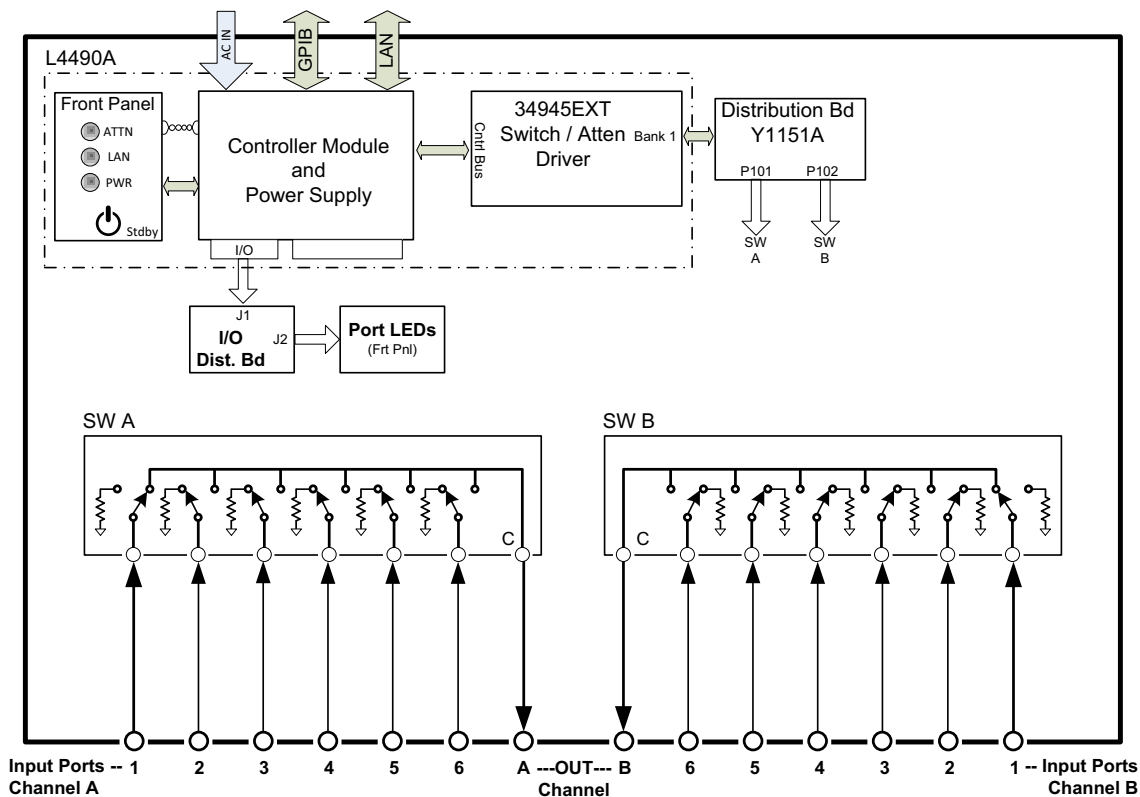 AC IN
GPIB
LAN
L4490A
Front Panel
ATTN
LAN
PWR
Stdby
Controller Module
and
Power Supply
I/O
Cntrl Bus
34945EXT
Switch / Atten
Driver
Bank 1
Distribution Bd
Y1151A
P101
P102
SW
A
SW
B
J1
I/O
Dist. Bd
J2
Port LEDs
(Frt Pnl)
SW A
C
SW B
C
Input Ports -- 1 2 3 4 5 6 A ---OUT--- B 6 5 4 3 2 1 -- Input Ports
Channel A Channel Channel B